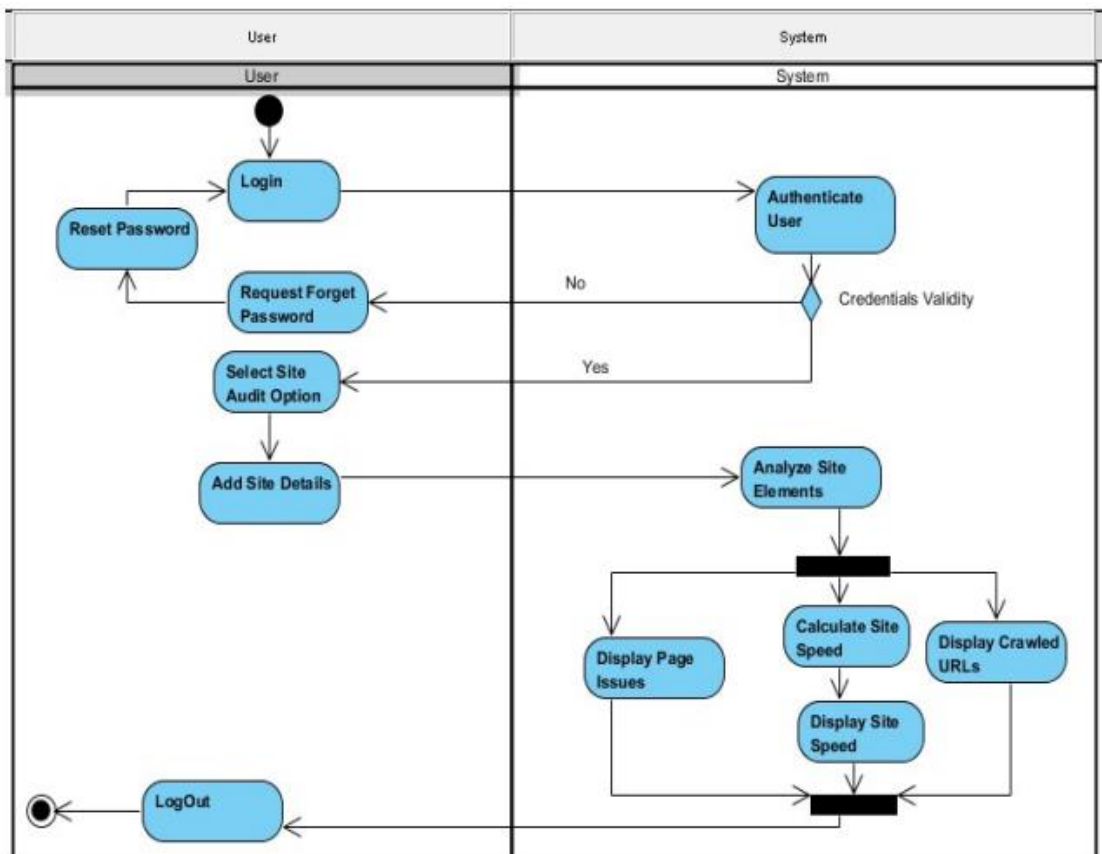 User
System
User
System
Login
Authenticate
User
Reset Password
Request Forget
Password
No
Credentials Validity
Select Site
Audit Option
Yes
Add Site Details
Analyze Site
Elements
Display Page
Issues
Calculate Site
Speed
Display Crawled
URLs
Display Site
Speed
LogOut